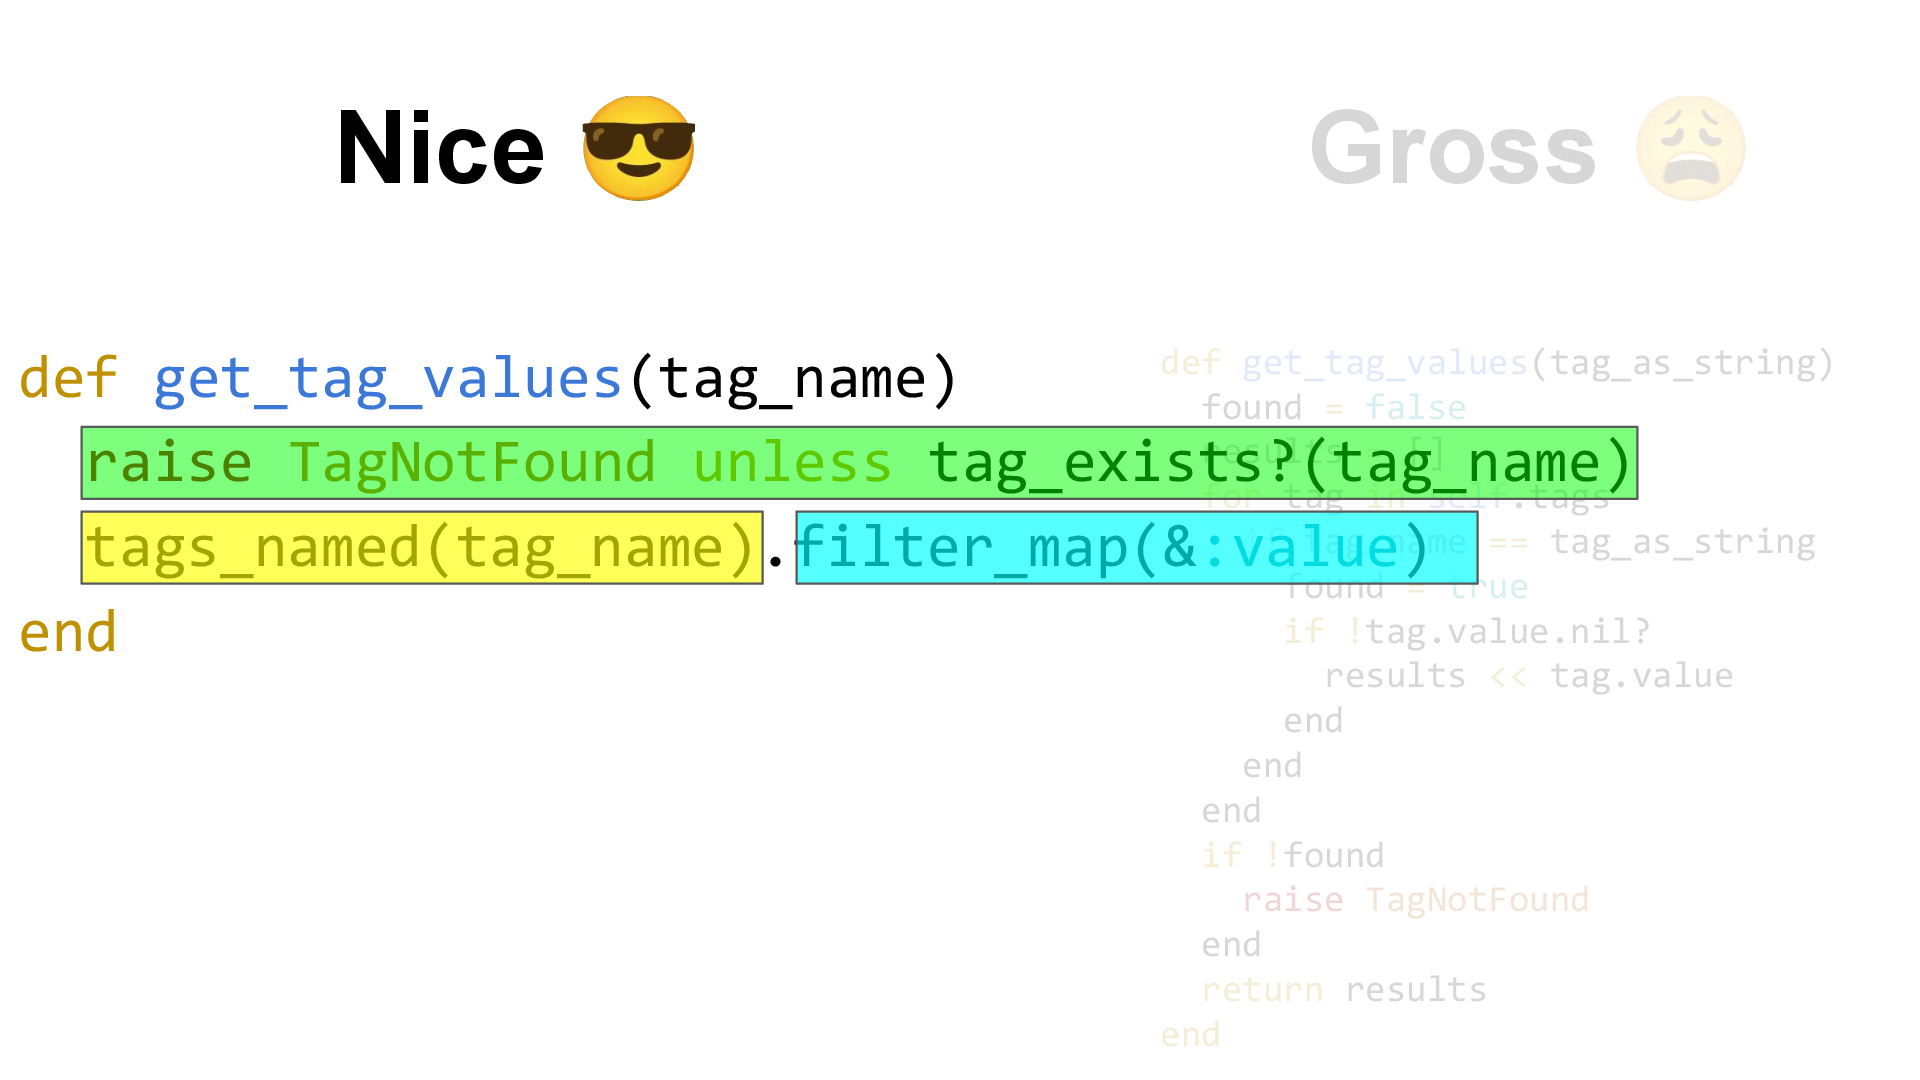 Nice 😎
def get_tag_values(tag_name)
  raise TagNotFound unless tag_exists?(tag_name)
  tags_named(tag_name).filter_map(&:value)
end
Gross 😩
def get_tag_values(tag_as_string)
  found = false
  results = []
  for tag in self.tags
    if tag.name == tag_as_string
      found = true
      if !tag.value.nil?
        results << tag.value
      end
    end
  end
  if !found
    raise TagNotFound
  end
  return results
end